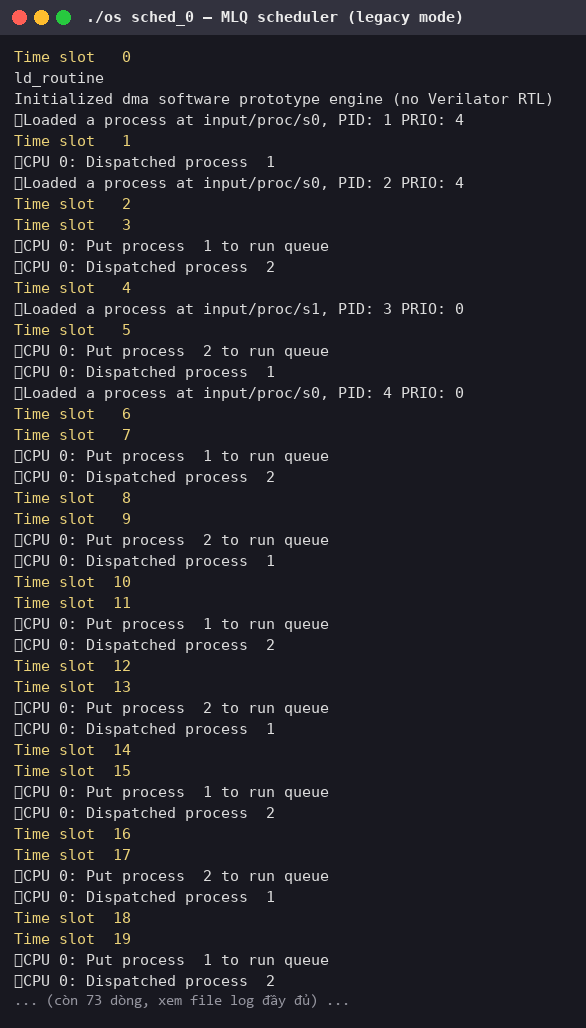 ./os sched_0 — MLQ scheduler (legacy mode)
Time slot   0
ld_routine
Initialized dma software prototype engine (no Verilator RTL)
Loaded a process at input/proc/s0, PID: 1 PRIO: 4
Time slot   1
CPU 0: Dispatched process  1
Loaded a process at input/proc/s0, PID: 2 PRIO: 4
Time slot   2
Time slot   3
CPU 0: Put process  1 to run queue
CPU 0: Dispatched process  2
Time slot   4
Loaded a process at input/proc/s1, PID: 3 PRIO: 0
Time slot   5
CPU 0: Put process  2 to run queue
CPU 0: Dispatched process  1
Loaded a process at input/proc/s0, PID: 4 PRIO: 0
Time slot   6
Time slot   7
CPU 0: Put process  1 to run queue
CPU 0: Dispatched process  2
Time slot   8
Time slot   9
CPU 0: Put process  2 to run queue
CPU 0: Dispatched process  1
Time slot  10
Time slot  11
CPU 0: Put process  1 to run queue
CPU 0: Dispatched process  2
Time slot  12
Time slot  13
CPU 0: Put process  2 to run queue
CPU 0: Dispatched process  1
Time slot  14
Time slot  15
CPU 0: Put process  1 to run queue
CPU 0: Dispatched process  2
Time slot  16
Time slot  17
CPU 0: Put process  2 to run queue
CPU 0: Dispatched process  1
Time slot  18
Time slot  19
CPU 0: Put process  1 to run queue
CPU 0: Dispatched process  2
... (còn 73 dòng, xem file log đầy đủ) ...